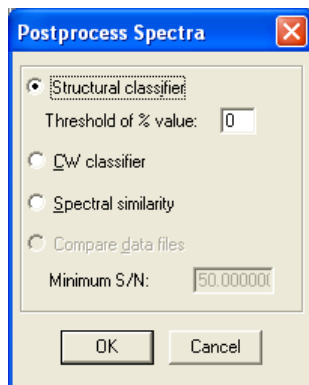 Postprocess Spectra
Structural classifier
Threshold of % value: 0
CW classifier
Spectral similarity
Compare data files
Minimum S/N: 50.000000
OK Cancel